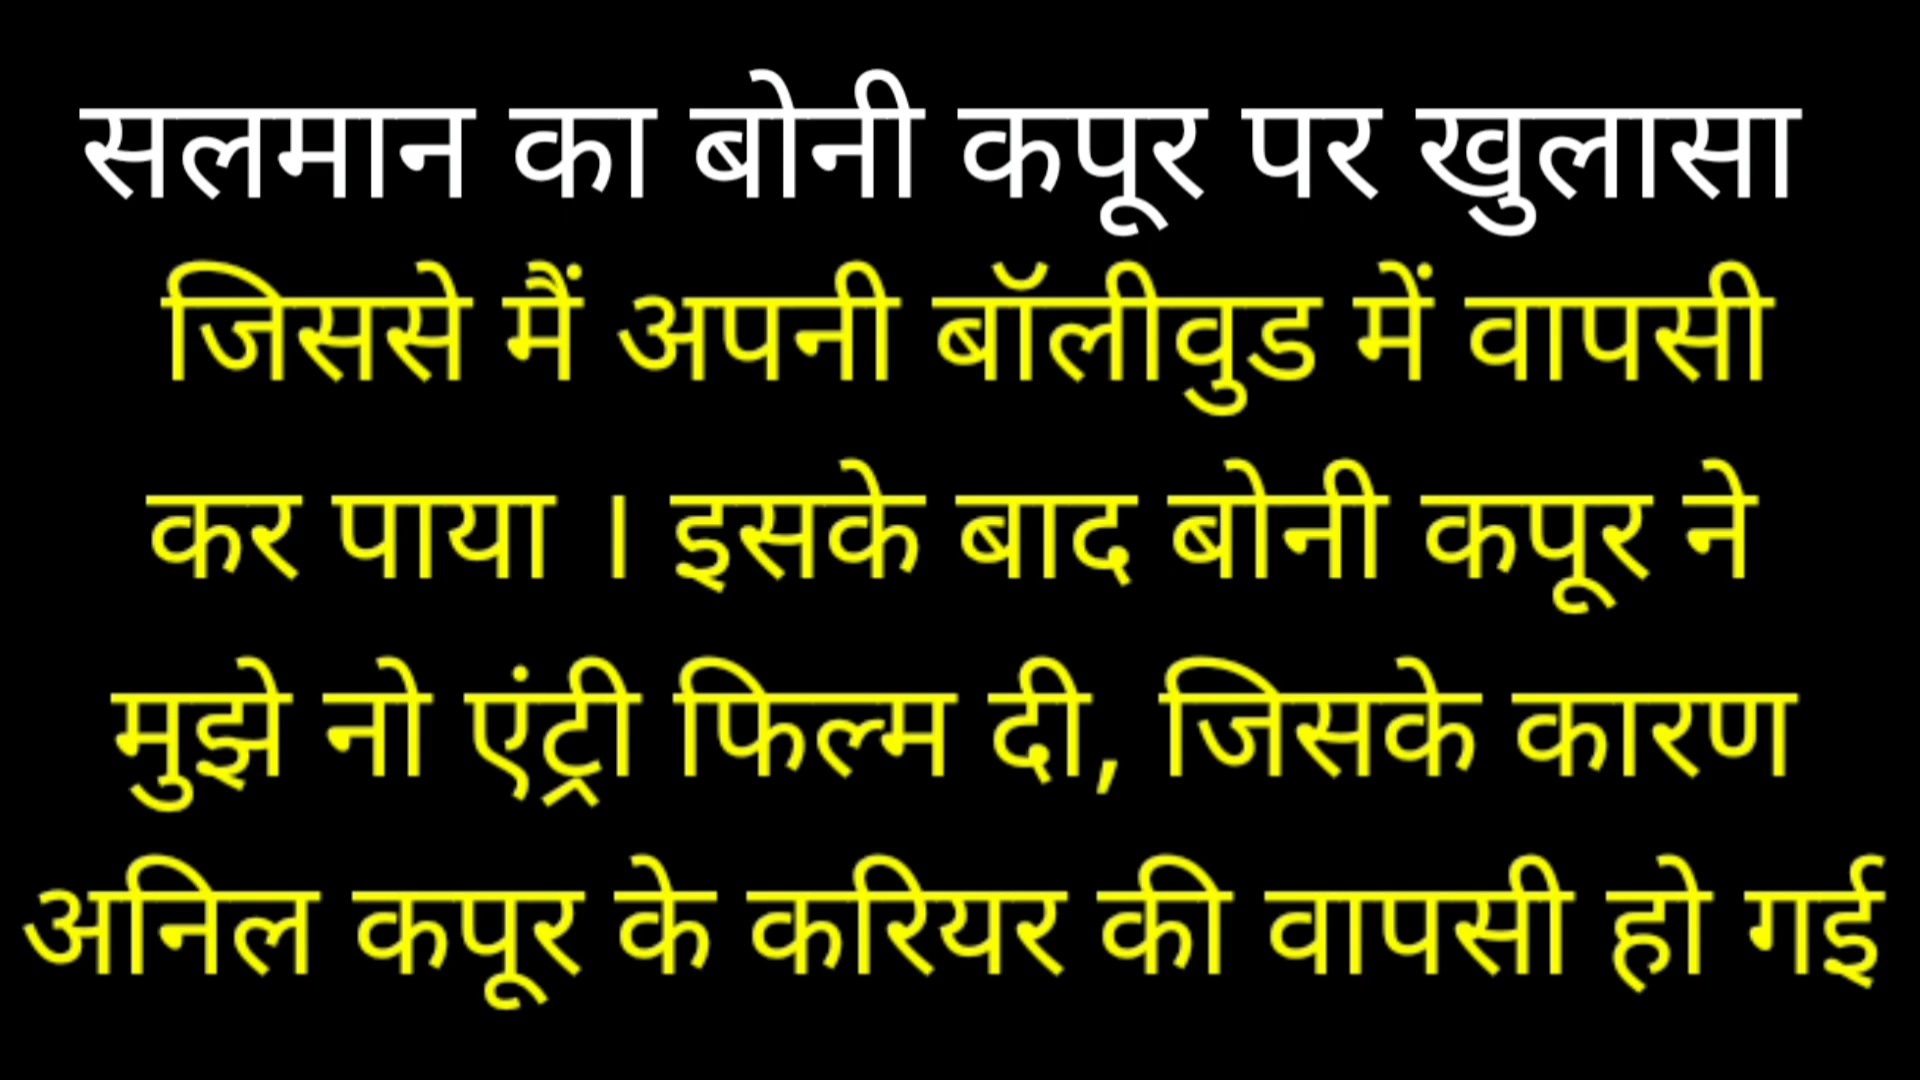 सलमान का बोनी कपूर पर खुलासा
जिससे मैं अपनी बॉलीवुड में वापसी
कर पाया । इसके बाद बोनी कपूर ने
मुझे नो एंट्री फिल्म दी, जिसके कारण
अनिल कपूर के करियर की वापसी हो गई